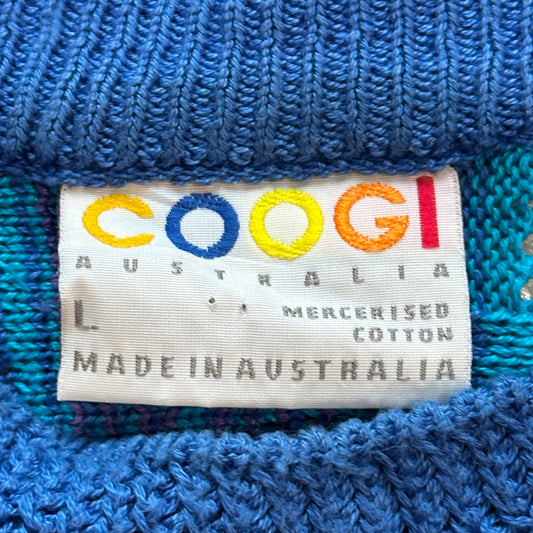 COOGI
AUSTRALIA
L
MERCERISED
COTTON
MADE IN AUSTRALIA